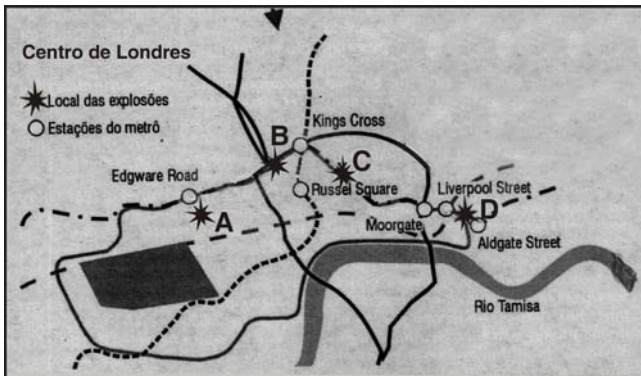 Centro de Londres
Local das explosões
Estações do metrô
B
Kings Cross
C
Edgware Road
Russel Square
Liverpool Street
A
D
Moorgate
Aldgate Street
Rio Tamisa